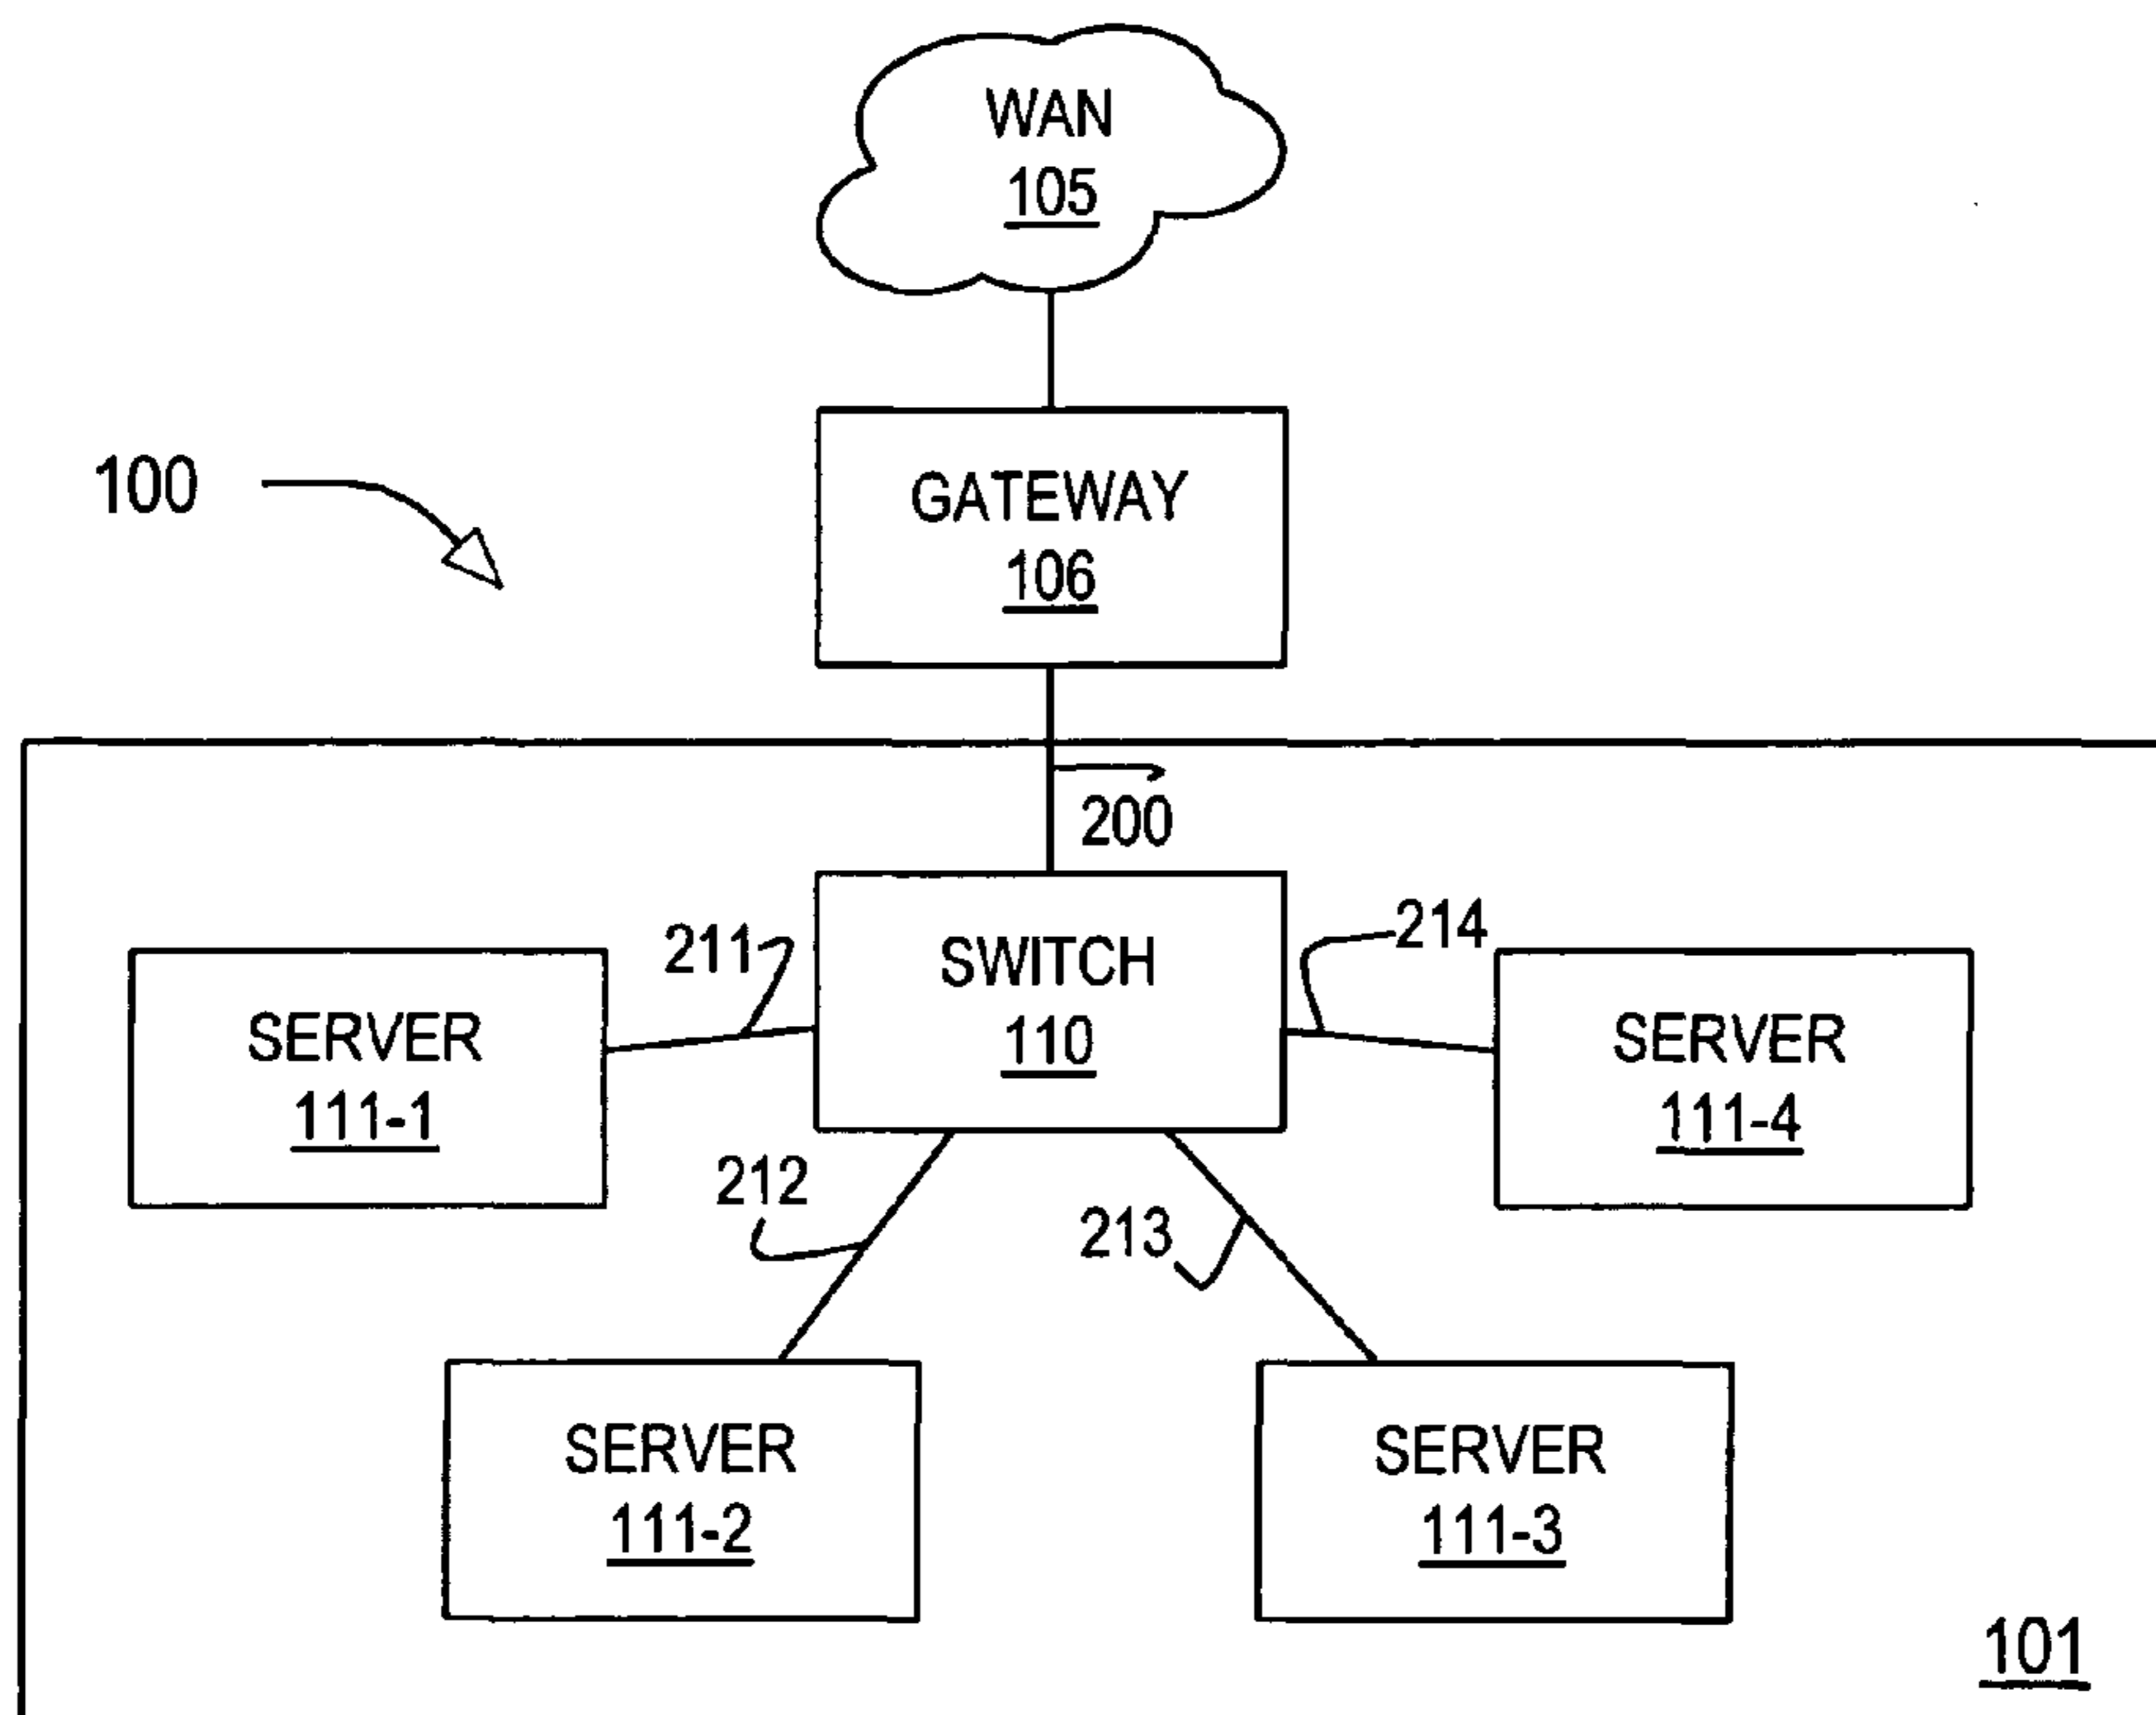 WAN
105
100
GATEWAY
106
200
211
SWITCH
110
214
SERVER
111-1
SERVER
111-4
212
213
SERVER
111-2
SERVER
111-3
101